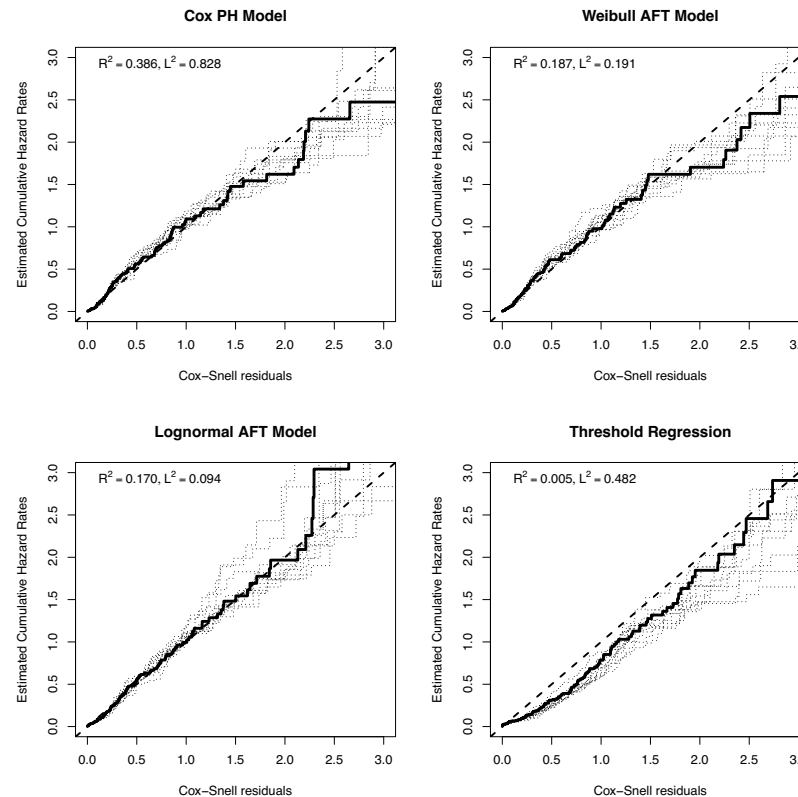 Cox PH Model
R² = 0.386, L² = 0.828
Estimated Cumulative Hazard Rates
0.0 0.5 1.0 1.5 2.0 2.5 3.0
0.0 0.5 1.0 1.5 2.0 2.5 3.0
Cox−Snell residuals
Weibull AFT Model
R² = 0.187, L² = 0.191
Estimated Cumulative Hazard Rates
0.0 0.5 1.0 1.5 2.0 2.5 3.0
0.0 0.5 1.0 1.5 2.0 2.5
Cox−Snell residuals
Lognormal AFT Model
R² = 0.170, L² = 0.094
Estimated Cumulative Hazard Rates
0.0 0.5 1.0 1.5 2.0 2.5 3.0
0.0 0.5 1.0 1.5 2.0 2.5 3.0
Cox−Snell residuals
Threshold Regression
R² = 0.005, L² = 0.482
Estimated Cumulative Hazard Rates
0.0 0.5 1.0 1.5 2.0 2.5 3.0
0.0 0.5 1.0 1.5 2.0 2.5
Cox−Snell residuals